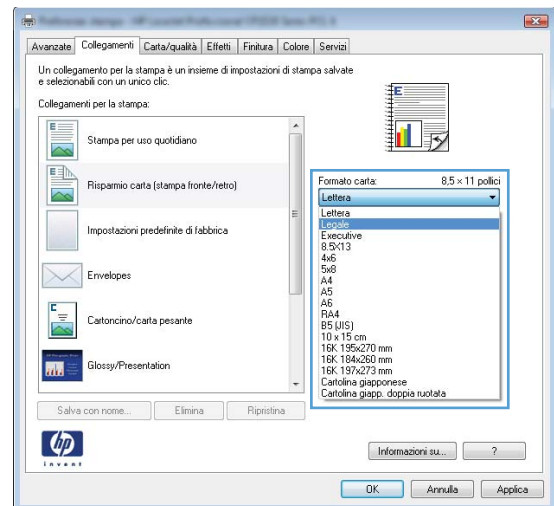 Avanzate Collegamenti Carta/qualità Effetti Finitura Colore Servizi
Un collegamento per la stampa è un insieme di impostazioni di stampa salvate
e selezionabili con un unico clic.
Collegamenti per la stampa:
Stampa per uso quotidiano
Risparmio carta (stampa fronte/retro)
Impostazioni predefinite di fabbrica
Envelopes
Cartoncino/carta pesante
Glossy/Presentation
Salva con nome... Elimina Ripristina
E
Formato carta: 8,5 × 11 pollici
Lettera
Lettera
Legale
Executive
8.5X13
4x6
5x8
A4
A5
A6
RA4
B5 (JIS)
10 x 15 cm
16K 195x270 mm
16K 184x260 mm
16K 197x273 mm
Cartolina giapponese
Cartolina giapp. doppia ruotata
hp
invent
Informazioni su... ?
OK Annulla Applica